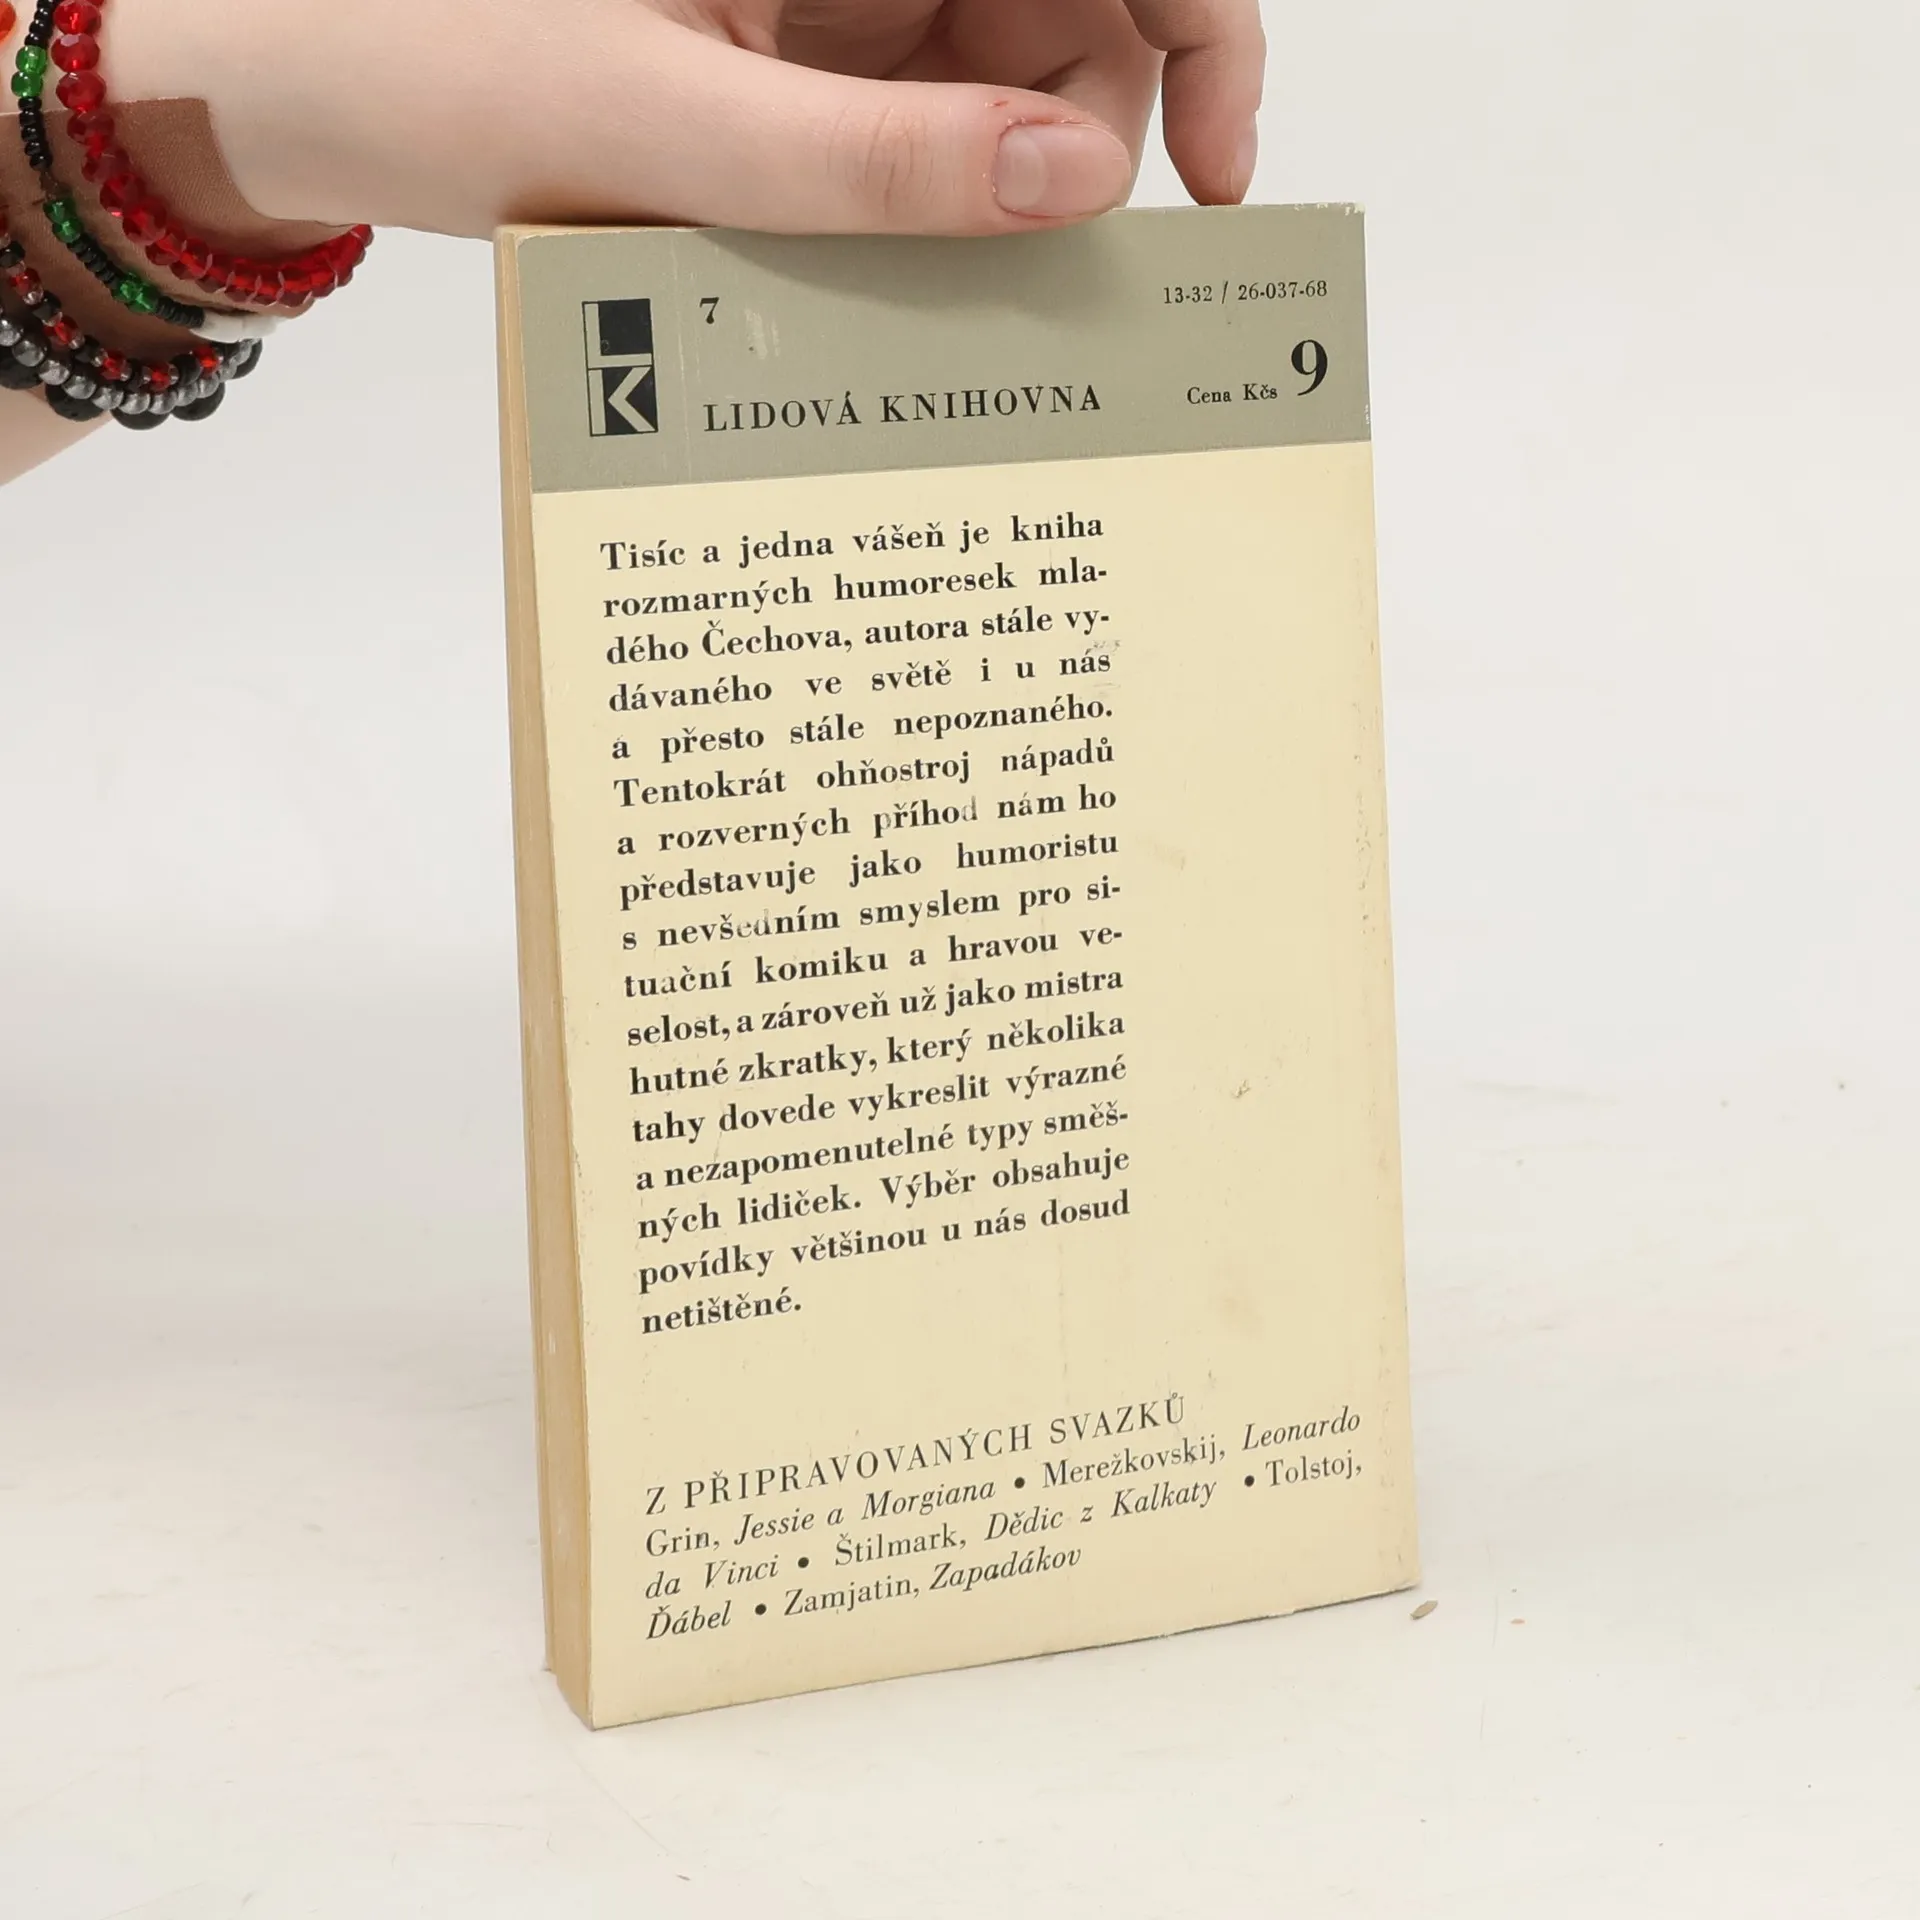 LK
7
13-32 / 26-037-68
LIDOVÁ KNIHOVNA
Cena Kčs 9
Tisíc a jedna vášeň je kniha
rozmarných humoresek mla-
dého Čechova, autora stále vy-
dávaného ve světě i u nás
a přesto stále nepoznaného.
Tentokrát ohňostroj nápadů
a rozverných příhod nám ho
představuje jako humoristu
s nevšedním smyslem pro si-
tuační komiku a hravou ve-
selost, a zároveň už jako mistra
hutné zkratky, který několika
tahy dovede vykreslit výrazné
a nezapomenutelné typy směš-
ných lidiček. Výběr obsahuje
povídky většinou u nás dosud
netištěné.
Z PŘIPRAVOVANÝCH SVAZKŮ
Grin, Jessie a Morgiana • Merežkovskij, Leonardo
da Vinci • Štilmark, Dědic z Kalkaty • Tolstoj,
Ďábel • Zamjatin, Zapadákov